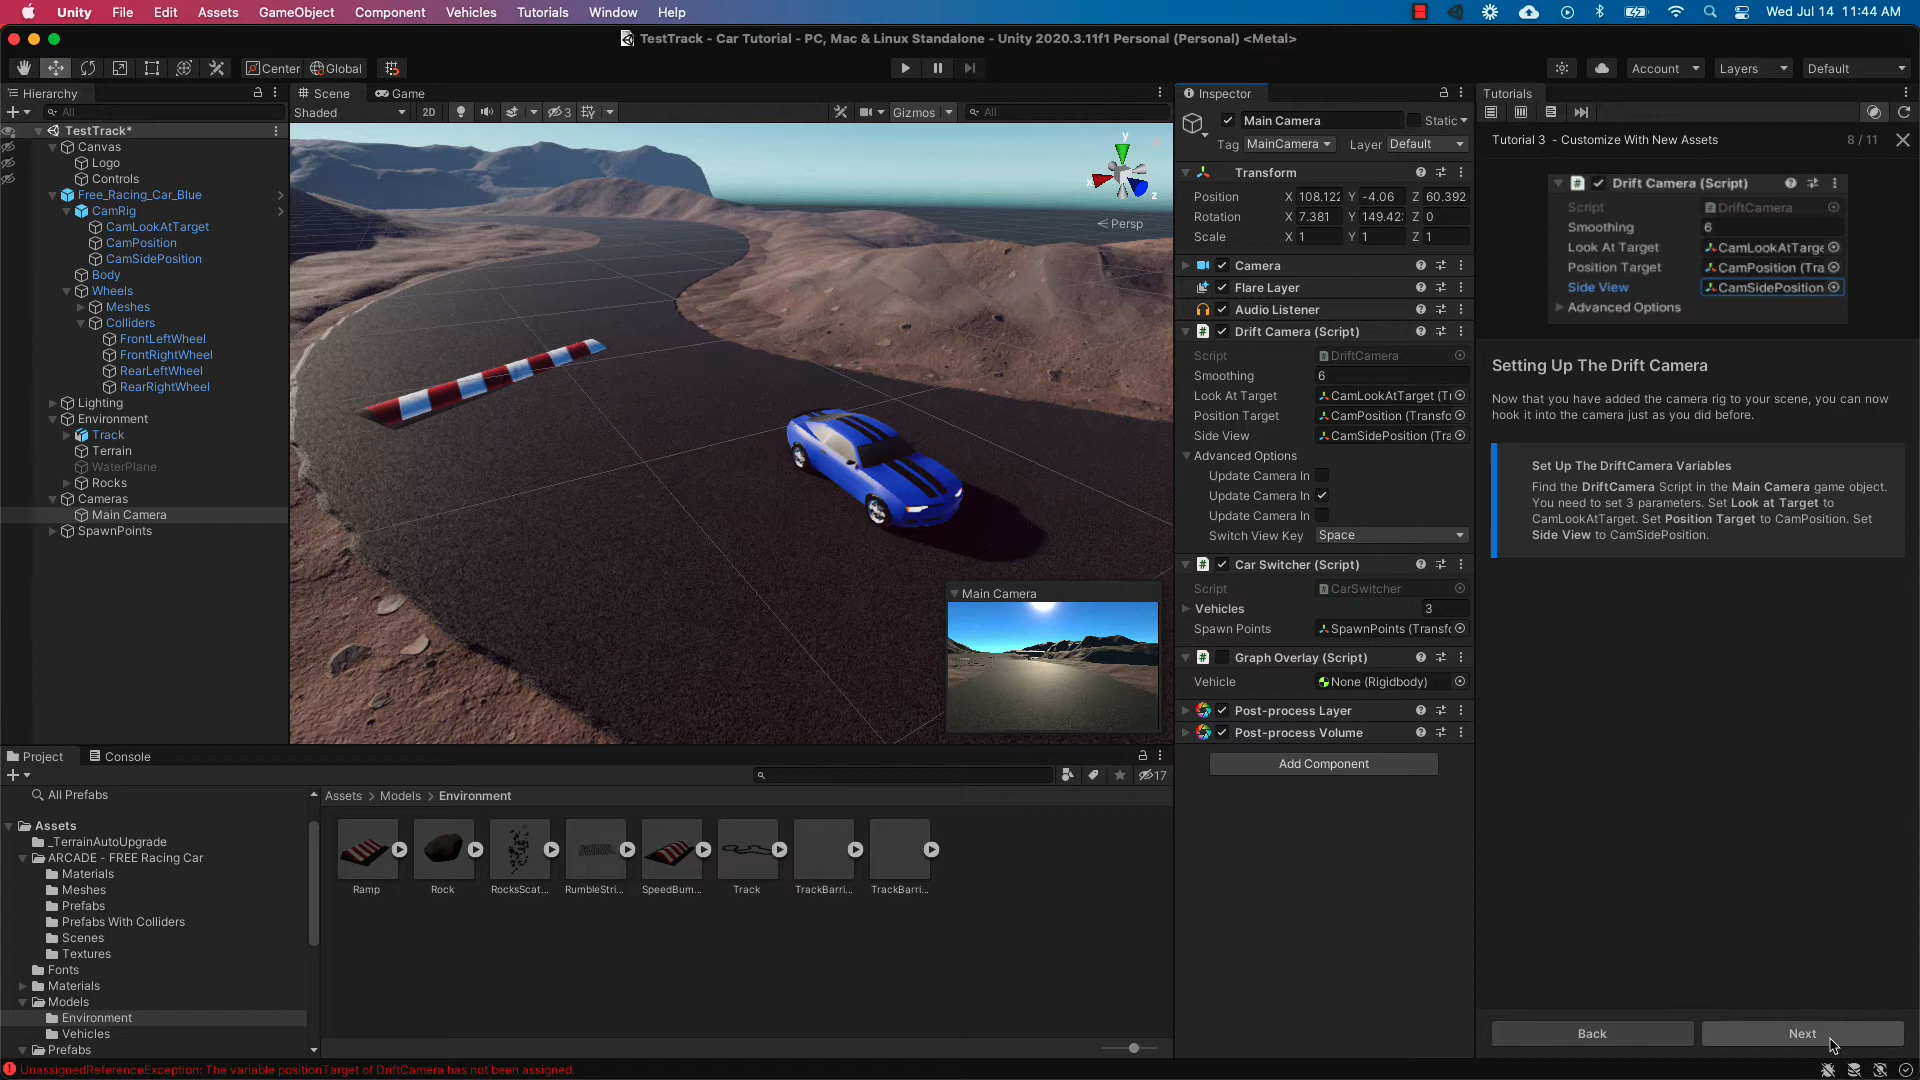 Unity File Edit Assets GameObject Component Vehicles Tutorials Window Help
Wed Jul 14 11:44 AM
TestTrack - Car Tutorial - PC, Mac & Linux Standalone - Unity 2020.3.11f1 Personal (Personal) <Metal>
Center Global
Account Layers Default
Hierarchy
All
TestTrack*
Canvas
Logo
Controls
Free_Racing_Car_Blue
CamRig
CamLookAtTarget
CamPosition
CamSidePosition
Body
Wheels
Meshes
Colliders
FrontLeftWheel
FrontRightWheel
RearLeftWheel
RearRightWheel
Lighting
Environment
Track
Terrain
WaterPlane
Rocks
Cameras
Main Camera
SpawnPoints
Scene Game
Shaded 2D 3 Gizmos All
y
x
z
Persp
Main Camera
Inspector
Main Camera Static
Tag MainCamera Layer Default
Transform
Position X 108.122 Y -4.06 Z 60.392
Rotation X 7.381 Y 149.42: Z 0
Scale X 1 Y 1 Z 1
Camera
Flare Layer
Audio Listener
Drift Camera (Script)
Script DriftCamera
Smoothing 6
Look At Target CamLookAtTarget (Tr
Position Target CamPosition (Transfo
Side View CamSidePosition (Tra
Advanced Options
Update Camera In
Update Camera In
Update Camera In
Switch View Key Space
Car Switcher (Script)
Script CarSwitcher
Vehicles 3
Spawn Points SpawnPoints (Transfo
Graph Overlay (Script)
Vehicle None (Rigidbody)
Post-process Layer
Post-process Volume
Add Component
Tutorials
Tutorial 3 - Customize With New Assets 8 / 11
Drift Camera (Script)
Script DriftCamera
Smoothing 6
Look At Target CamLookAtTarge
Position Target CamPosition (Tra
Side View CamSidePosition
Advanced Options
Setting Up The Drift Camera
Now that you have added the camera rig to your scene, you can now
hook it into the camera just as you did before.
Set Up The DriftCamera Variables
Find the DriftCamera Script in the Main Camera game object.
You need to set 3 parameters. Set Look at Target to
CamLookAtTarget. Set Position Target to CamPosition. Set
Side View to CamSidePosition.
Back Next
Project Console
17
All Prefabs
Assets
_TerrainAutoUpgrade
ARCADE - FREE Racing Car
Materials
Meshes
Prefabs
Prefabs With Colliders
Scenes
Textures
Fonts
Materials
Models
Environment
Vehicles
Prefabs
Assets > Models > Environment
Ramp Rock RocksScat... RumbleStri... SpeedBum... Track TrackBarri... TrackBarri...
UnassignedReferenceException: The variable positionTarget of DriftCamera has not been assigned.